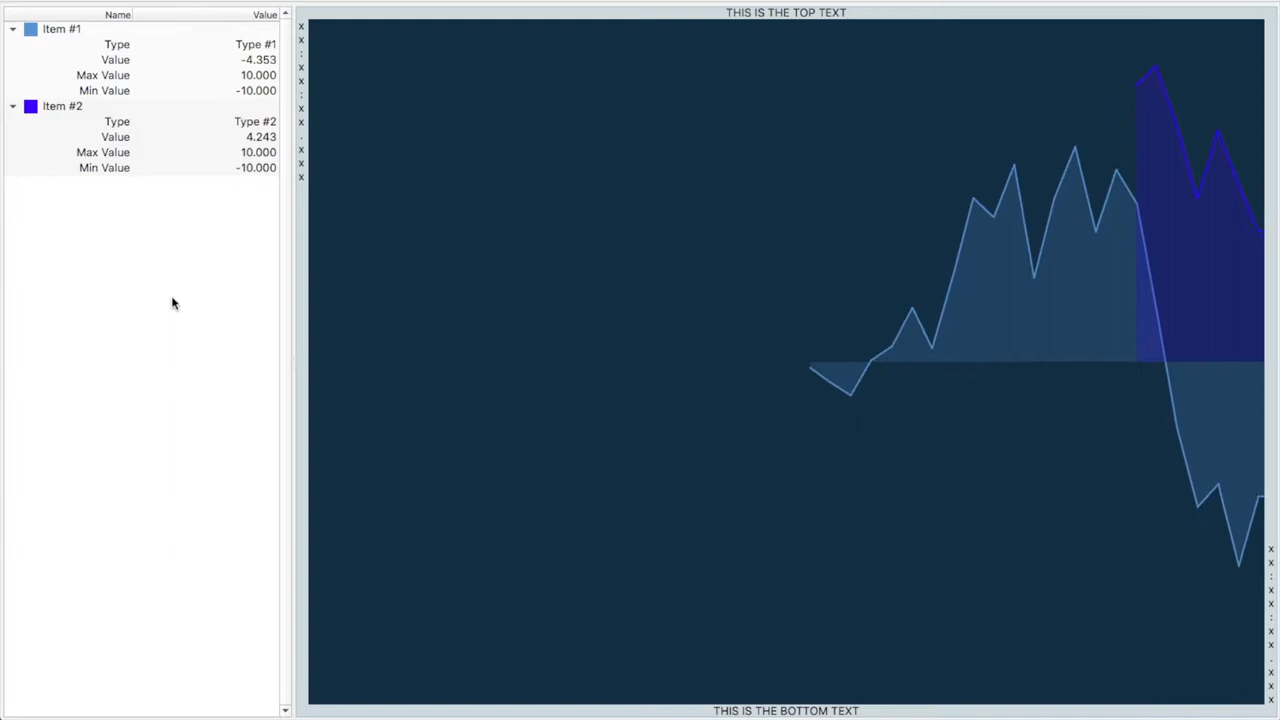 Name Value
Item #1
Type Type #1
Value -4.353
Max Value 10.000
Min Value -10.000
Item #2
Type Type #2
Value 4.243
Max Value 10.000
Min Value -10.000
THIS IS THE TOP TEXT
x
x
:
x
x
:
x
x
.
x
x
x
x
x
:
x
x
:
x
x
.
x
x
x
THIS IS THE BOTTOM TEXT